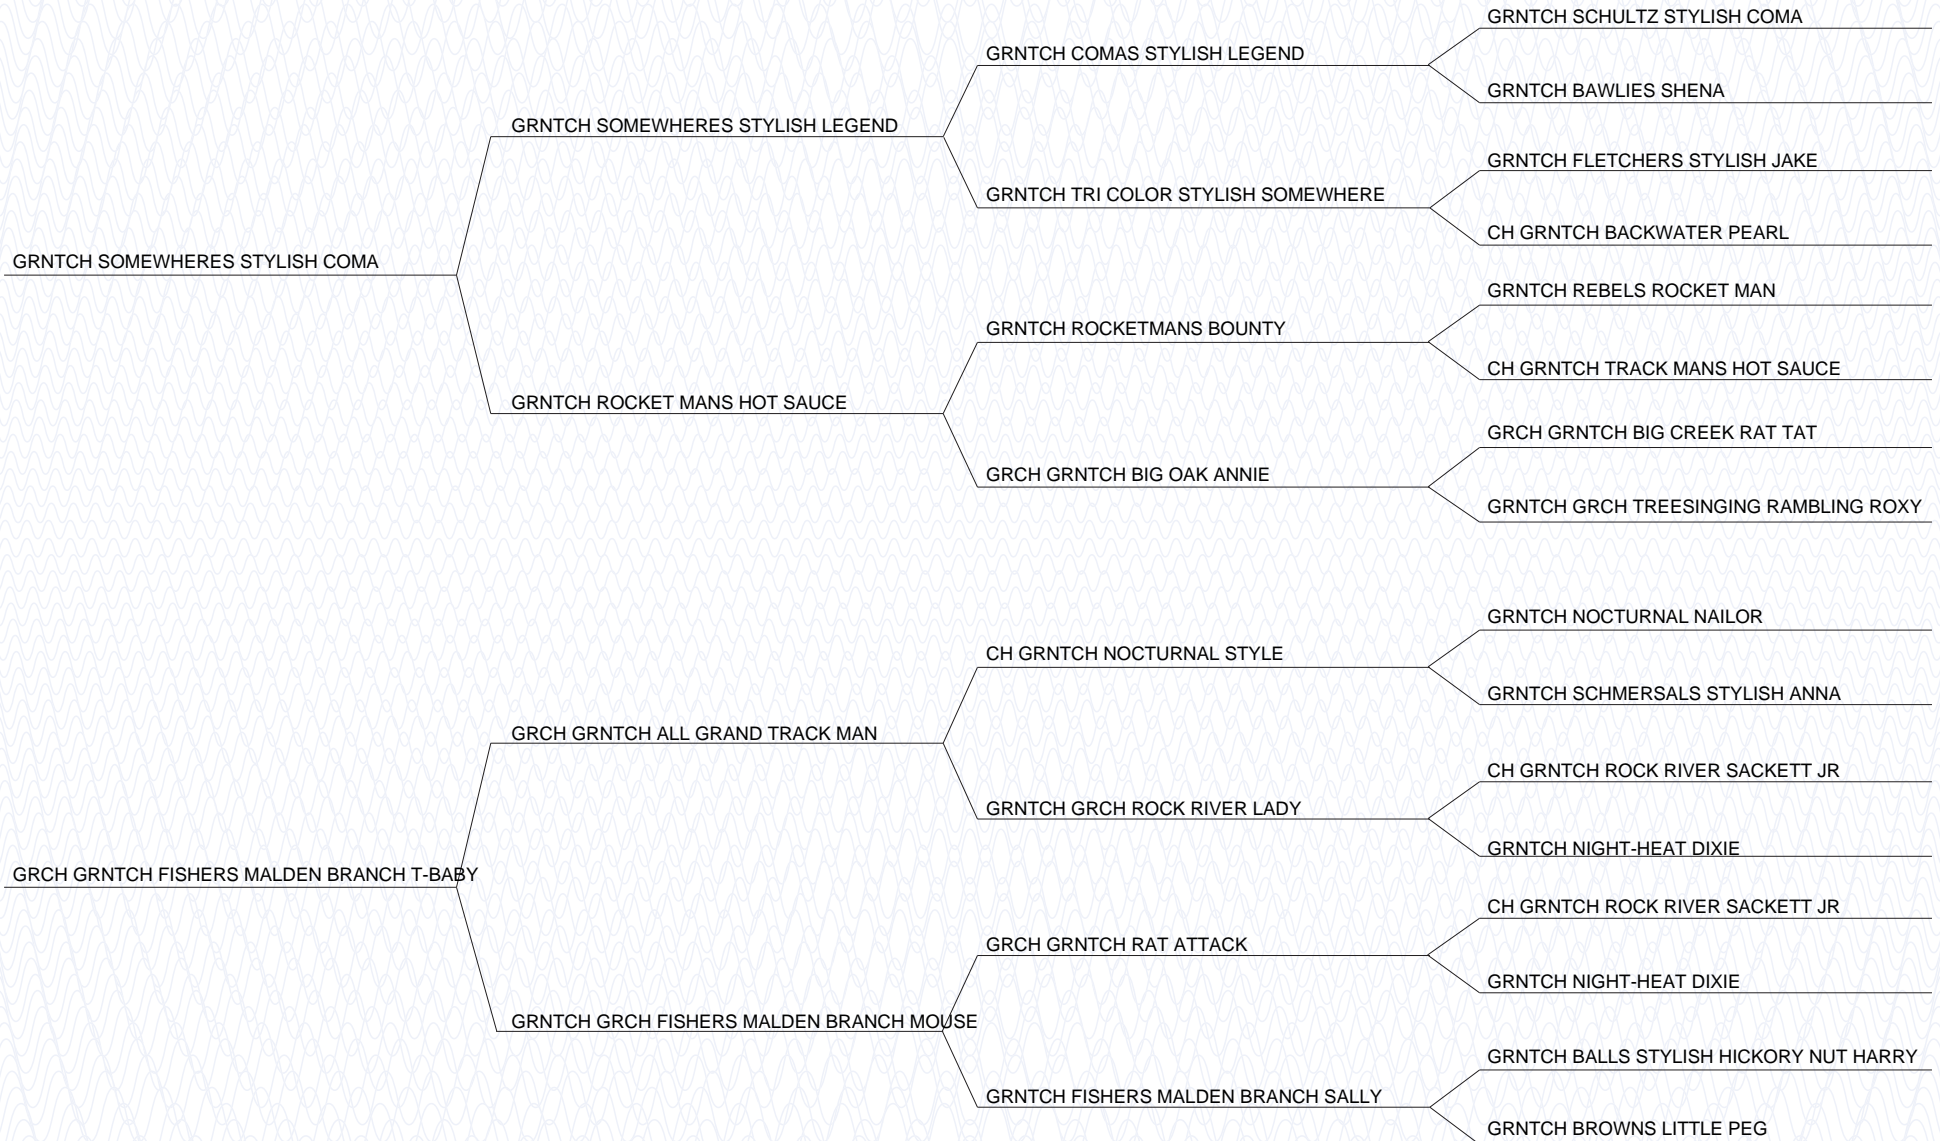 GRNTCH SCHULTZ STYLISH COMA
GRNTCH COMAS STYLISH LEGEND
GRNTCH BAWLIES SHENA
GRNTCH SOMEWHERES STYLISH LEGEND
GRNTCH FLETCHERS STYLISH JAKE
GRNTCH TRI COLOR STYLISH SOMEWHERE
CH GRNTCH BACKWATER PEARL
GRNTCH SOMEWHERES STYLISH COMA
GRNTCH REBELS ROCKET MAN
GRNTCH ROCKETMANS BOUNTY
CH GRNTCH TRACK MANS HOT SAUCE
GRNTCH ROCKET MANS HOT SAUCE
GRCH GRNTCH BIG CREEK RAT TAT
GRCH GRNTCH BIG OAK ANNIE
GRNTCH GRCH TREESINGING RAMBLING ROXY
GRNTCH NOCTURNAL NAILOR
CH GRNTCH NOCTURNAL STYLE
GRNTCH SCHMERSALS STYLISH ANNA
GRCH GRNTCH ALL GRAND TRACK MAN
CH GRNTCH ROCK RIVER SACKETT JR
GRNTCH GRCH ROCK RIVER LADY
GRNTCH NIGHT-HEAT DIXIE
GRCH GRNTCH FISHERS MALDEN BRANCH T-BABY
CH GRNTCH ROCK RIVER SACKETT JR
GRCH GRNTCH RAT ATTACK
GRNTCH NIGHT-HEAT DIXIE
GRNTCH GRCH FISHERS MALDEN BRANCH MOUSE
GRNTCH BALLS STYLISH HICKORY NUT HARRY
GRNTCH FISHERS MALDEN BRANCH SALLY
GRNTCH BROWNS LITTLE PEG